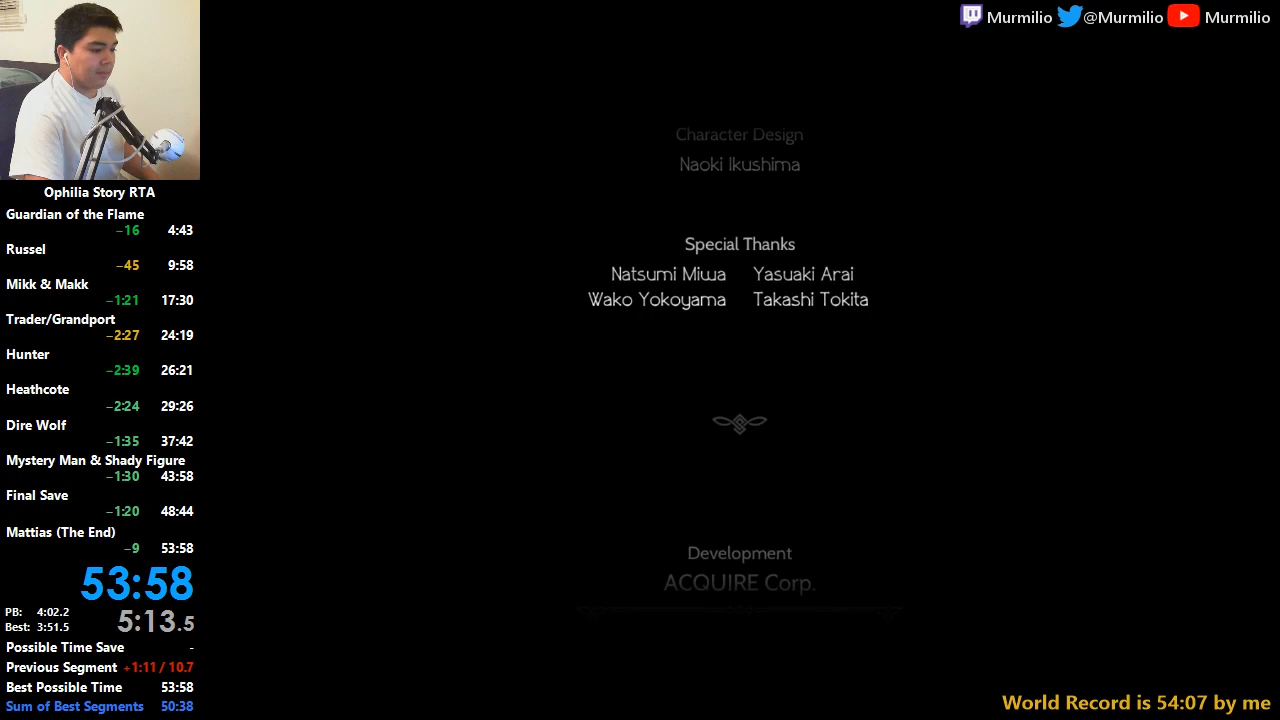 Murmilio @Murmilio Murmilio
Character Design
Naoki Ikushima
Special Thanks
Natsumi Miwa Yasuaki Arai
Wako Yokoyama Takashi Tokita
Development
ACQUIRE Corp.
Ophilia Story RTA
Guardian of the Flame
−16 4:43
Russel
−45 9:58
Mikk & Makk
−1:21 17:30
Trader/Grandport
−2:27 24:19
Hunter
−2:39 26:21
Heathcote
−2:24 29:26
Dire Wolf
−1:35 37:42
Mystery Man & Shady Figure
−1:30 43:58
Final Save
−1:20 48:44
Mattias (The End)
−9 53:58
53:58
PB: 4:02.2
Best: 3:51.5
5:13.5
Possible Time Save -
Previous Segment +1:11 / 10.7
Best Possible Time 53:58
Sum of Best Segments 50:38
World Record is 54:07 by me